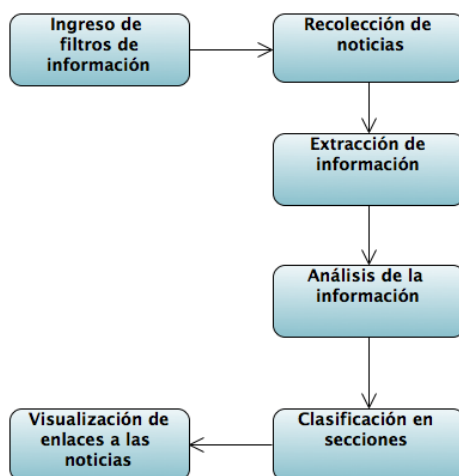 Ingreso de
filtros de
información
Recolección de
noticias
Extracción de
información
Análisis de la
información
Clasificación en
secciones
Visualización de
enlaces a las
noticias